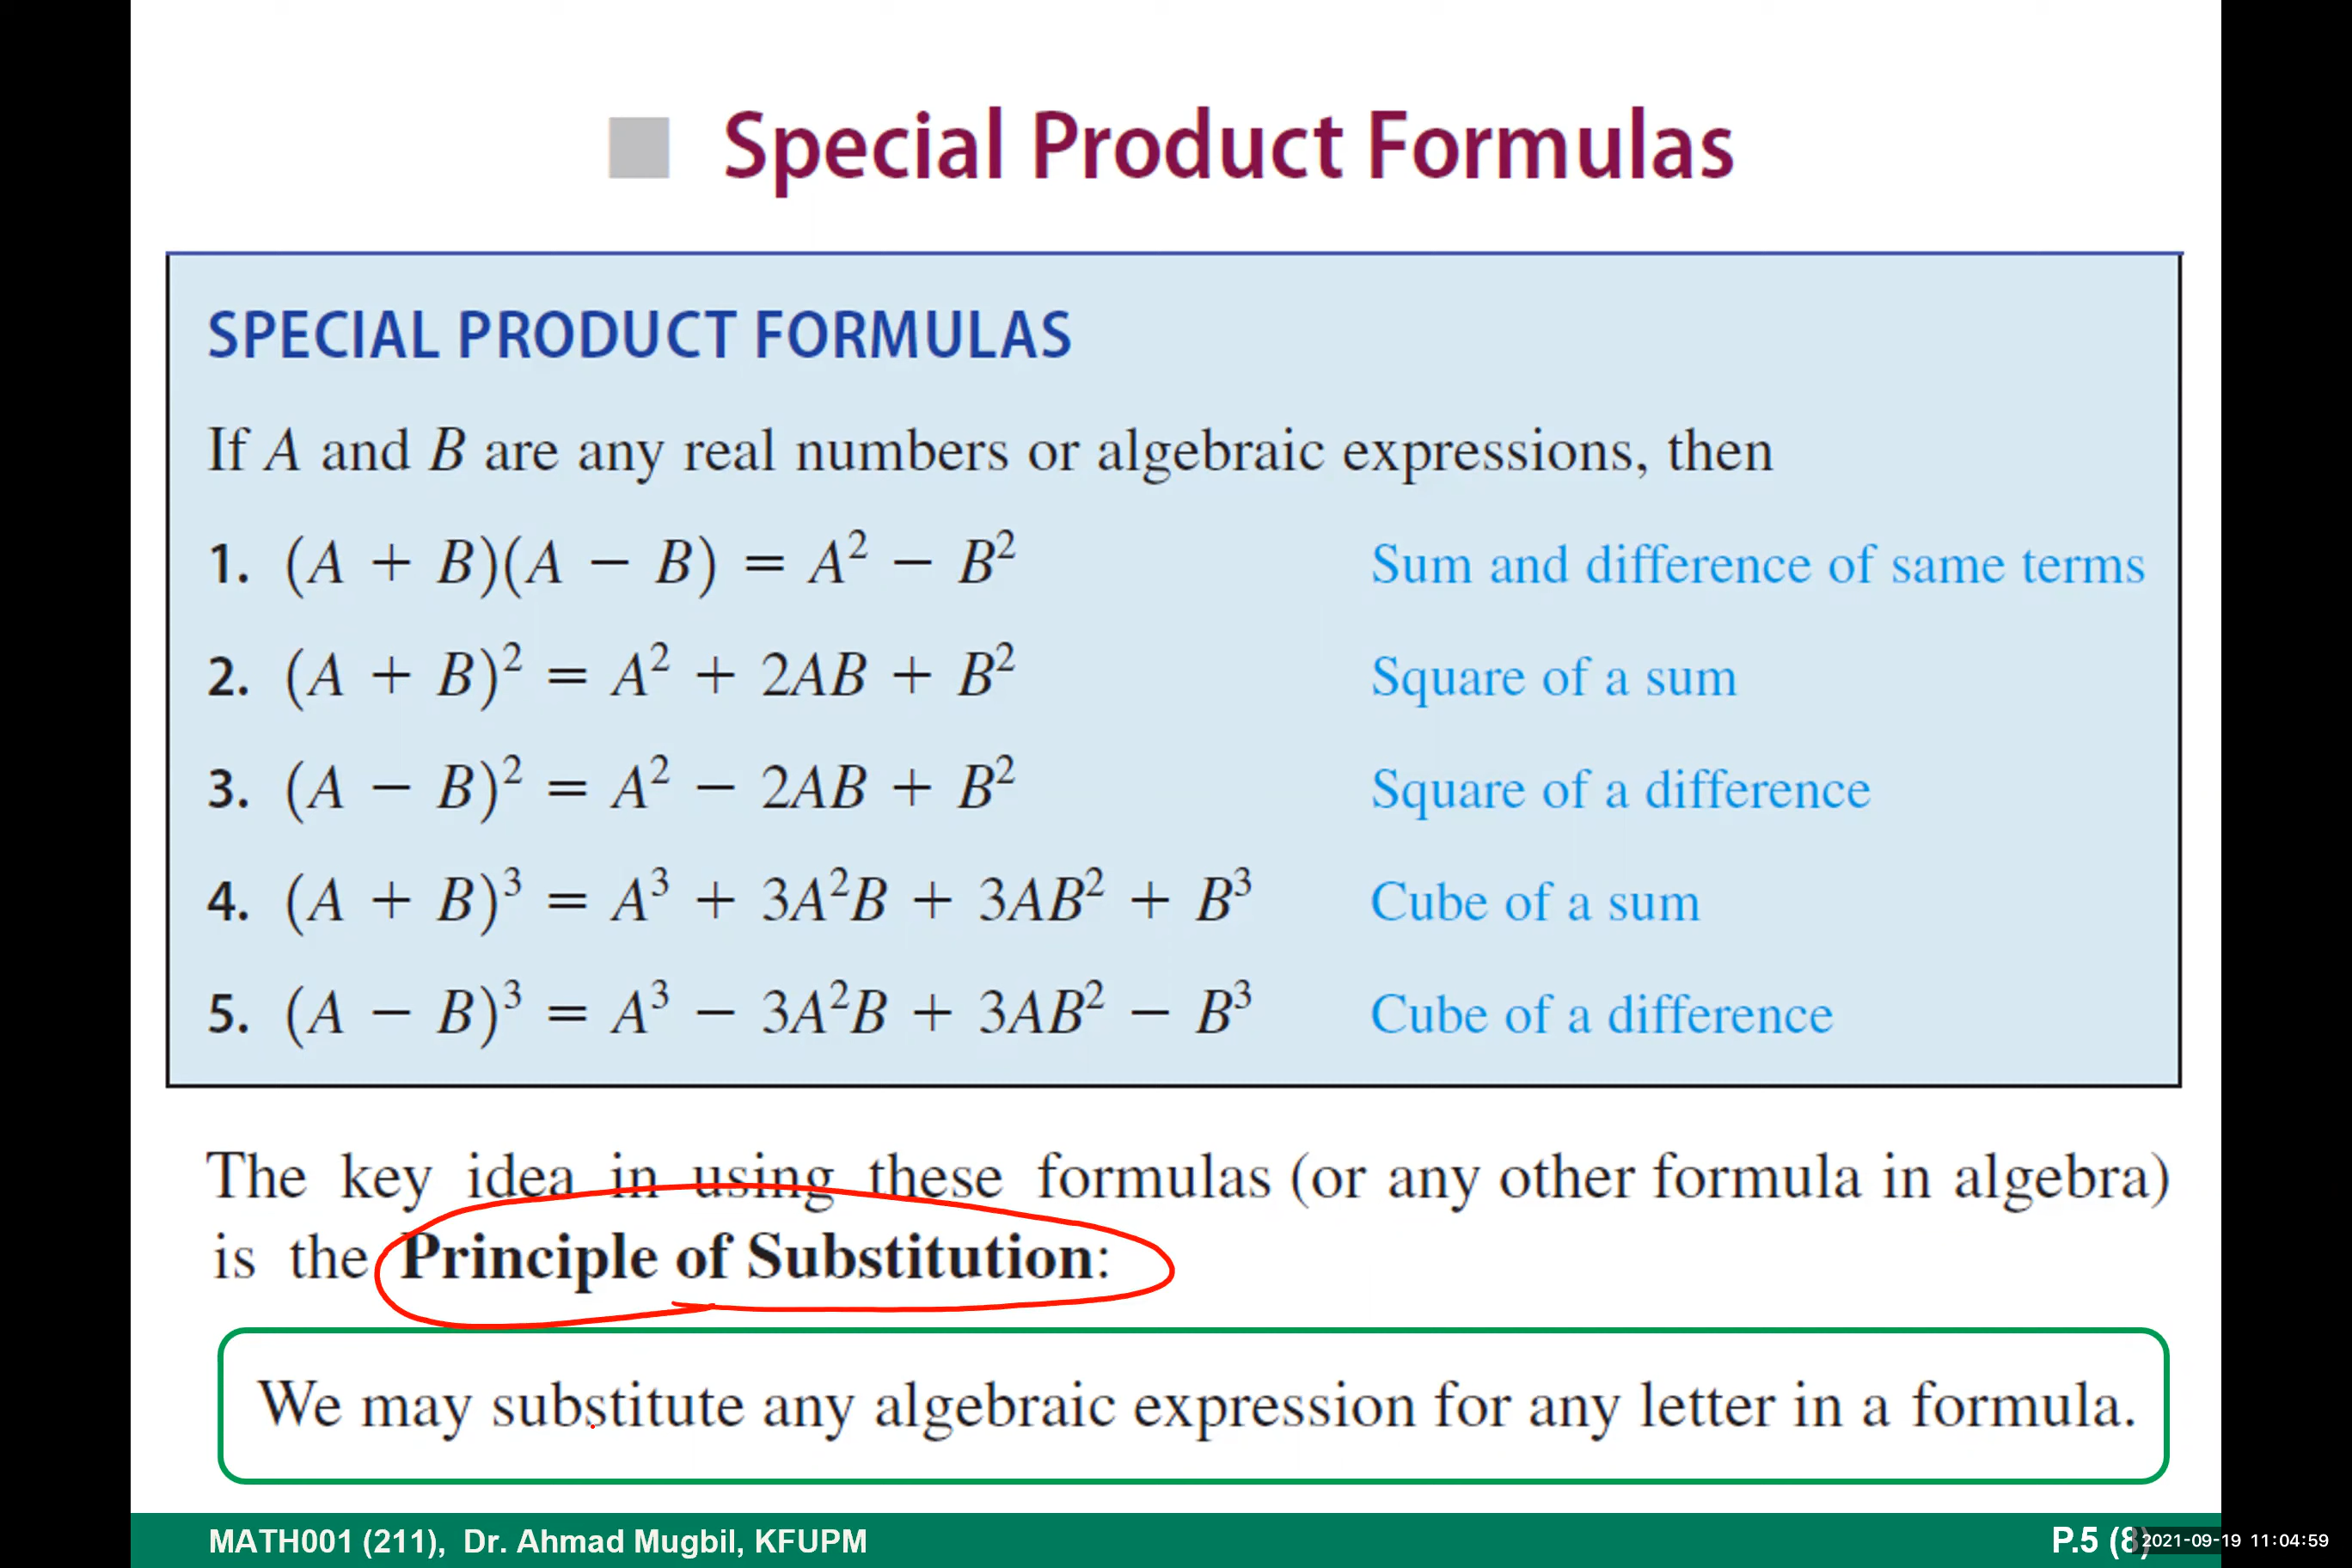 Special Product Formulas
SPECIAL PRODUCT FORMULAS
If A and B are any real numbers or algebraic expressions, then
1. (A + B)(A − B) = A² − B² Sum and difference of same terms
2. (A + B)² = A² + 2AB + B² Square of a sum
3. (A − B)² = A² − 2AB + B² Square of a difference
4. (A + B)³ = A³ + 3A²B + 3AB² + B³ Cube of a sum
5. (A − B)³ = A³ − 3A²B + 3AB² − B³ Cube of a difference
The key idea in using these formulas (or any other formula in algebra)
is the Principle of Substitution:
We may substitute any algebraic expression for any letter in a formula.
MATH001 (211), Dr. Ahmad Mugbil, KFUPM P.5 (8) 2021-09-19 11:04:59